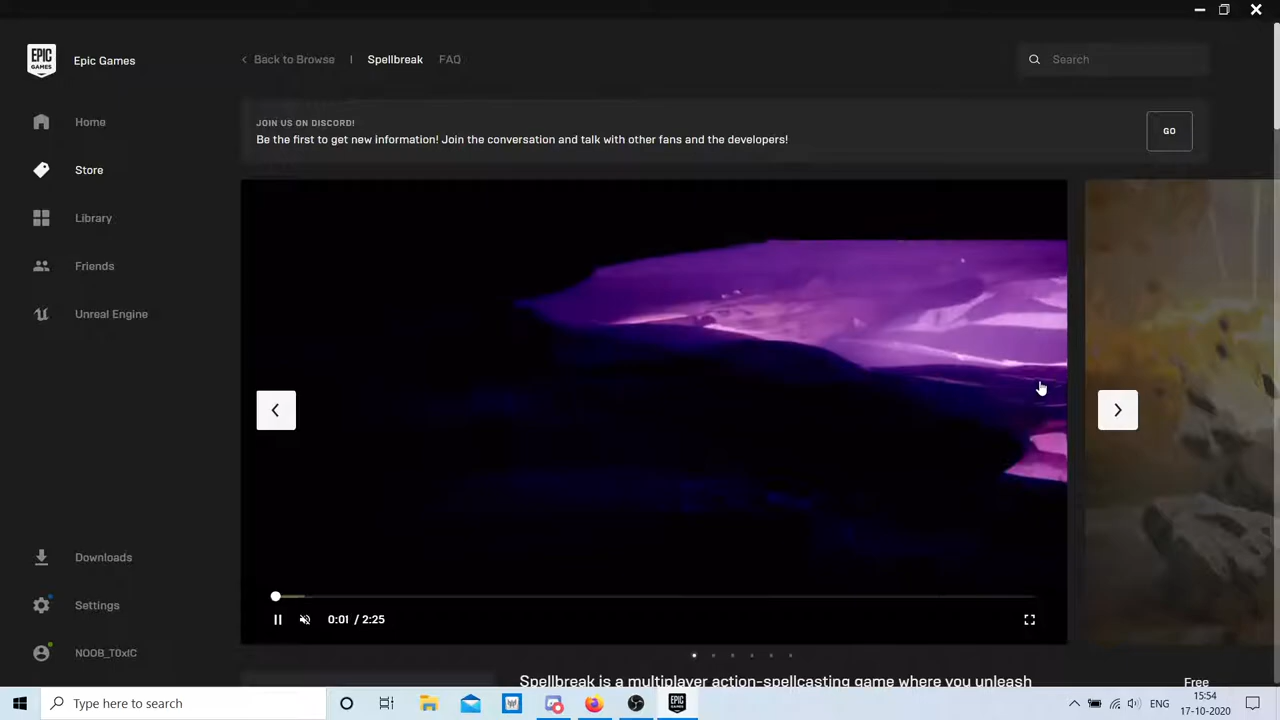 EPIC GAMES
Epic Games
Back to Browse
Spellbreak
FAQ
Search
JOIN US ON DISCORD!
Be the first to get new information! Join the conversation and talk with other fans and the developers!
GO
Home
Store
Library
Friends
Unreal Engine
0:01 / 2:25
Downloads
Settings
NOOB_T0xIC
Spellbreak is a multiplayer action-spellcasting game where you unleash
Free
Type here to search
EPIC GAMES
ENG
15:54
17-10-2020